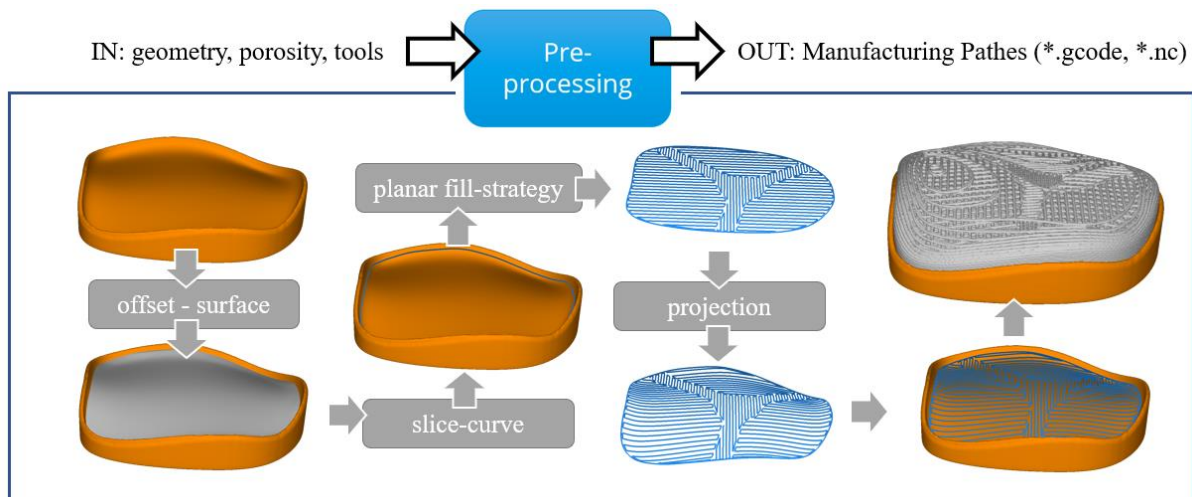 IN: geometry, porosity, tools
Pre-
processing
OUT: Manufacturing Pathes (*.gcode, *.nc)
offset - surface
slice-curve
planar fill-strategy
projection